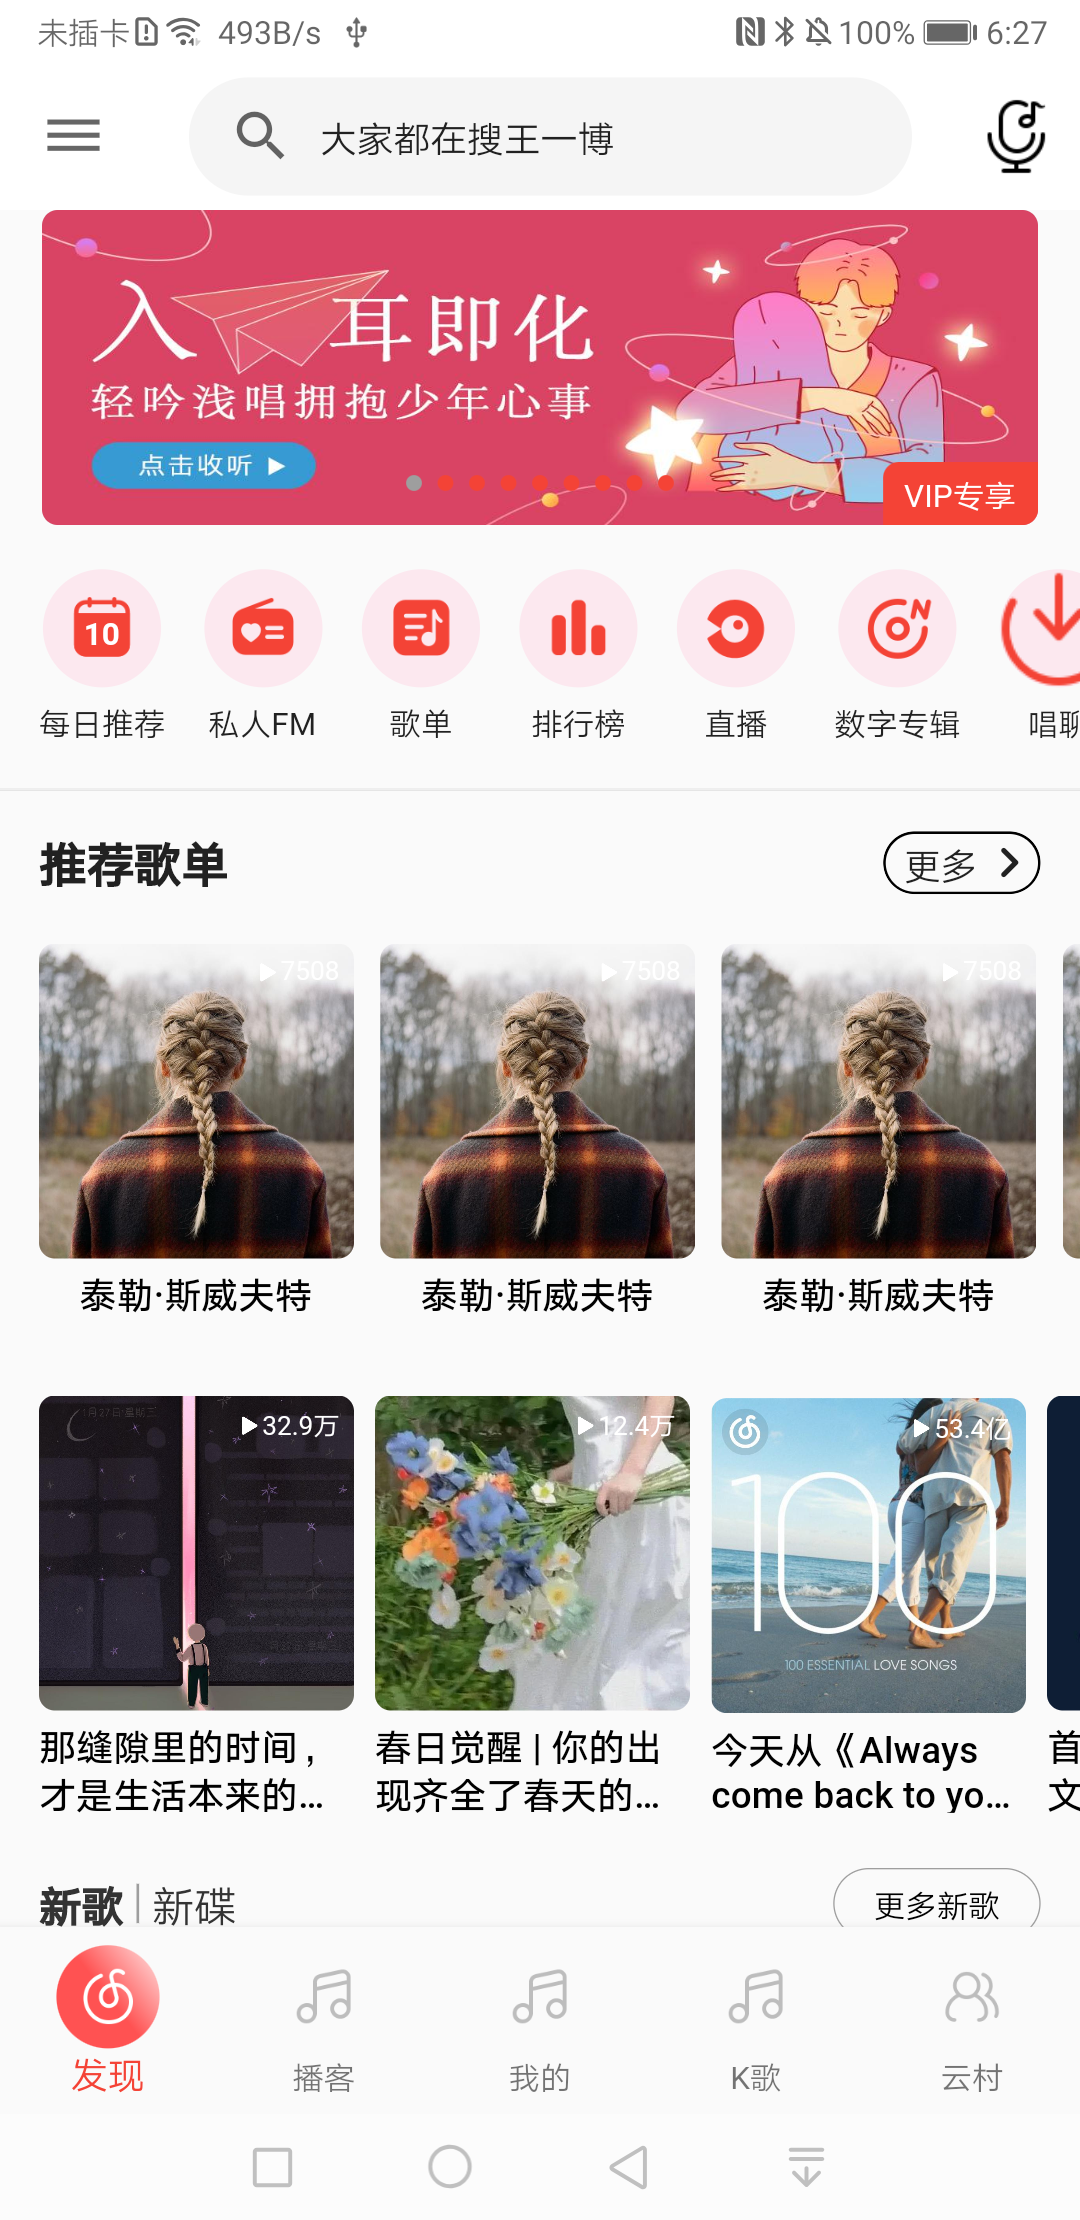 未插卡 493B/s 100% 6:27
大家都在搜王一博
入耳即化
轻吟浅唱拥抱少年心事
点击收听
VIP专享
10
每日推荐 私人FM 歌单 排行榜 直播 数字专辑 唱聊
推荐歌单
更多
7508 7508 7508
泰勒·斯威夫特 泰勒·斯威夫特 泰勒·斯威夫特
1月27日·星期三
32.9万 12.4万 53.4亿
100
100 ESSENTIAL LOVE SONGS
那缝隙里的时间，
才是生活本来的...
春日觉醒 | 你的出
现齐全了春天的...
今天从《Always
come back to yo...
首
文
新歌 | 新碟
更多新歌
发现 播客 我的 K歌 云村